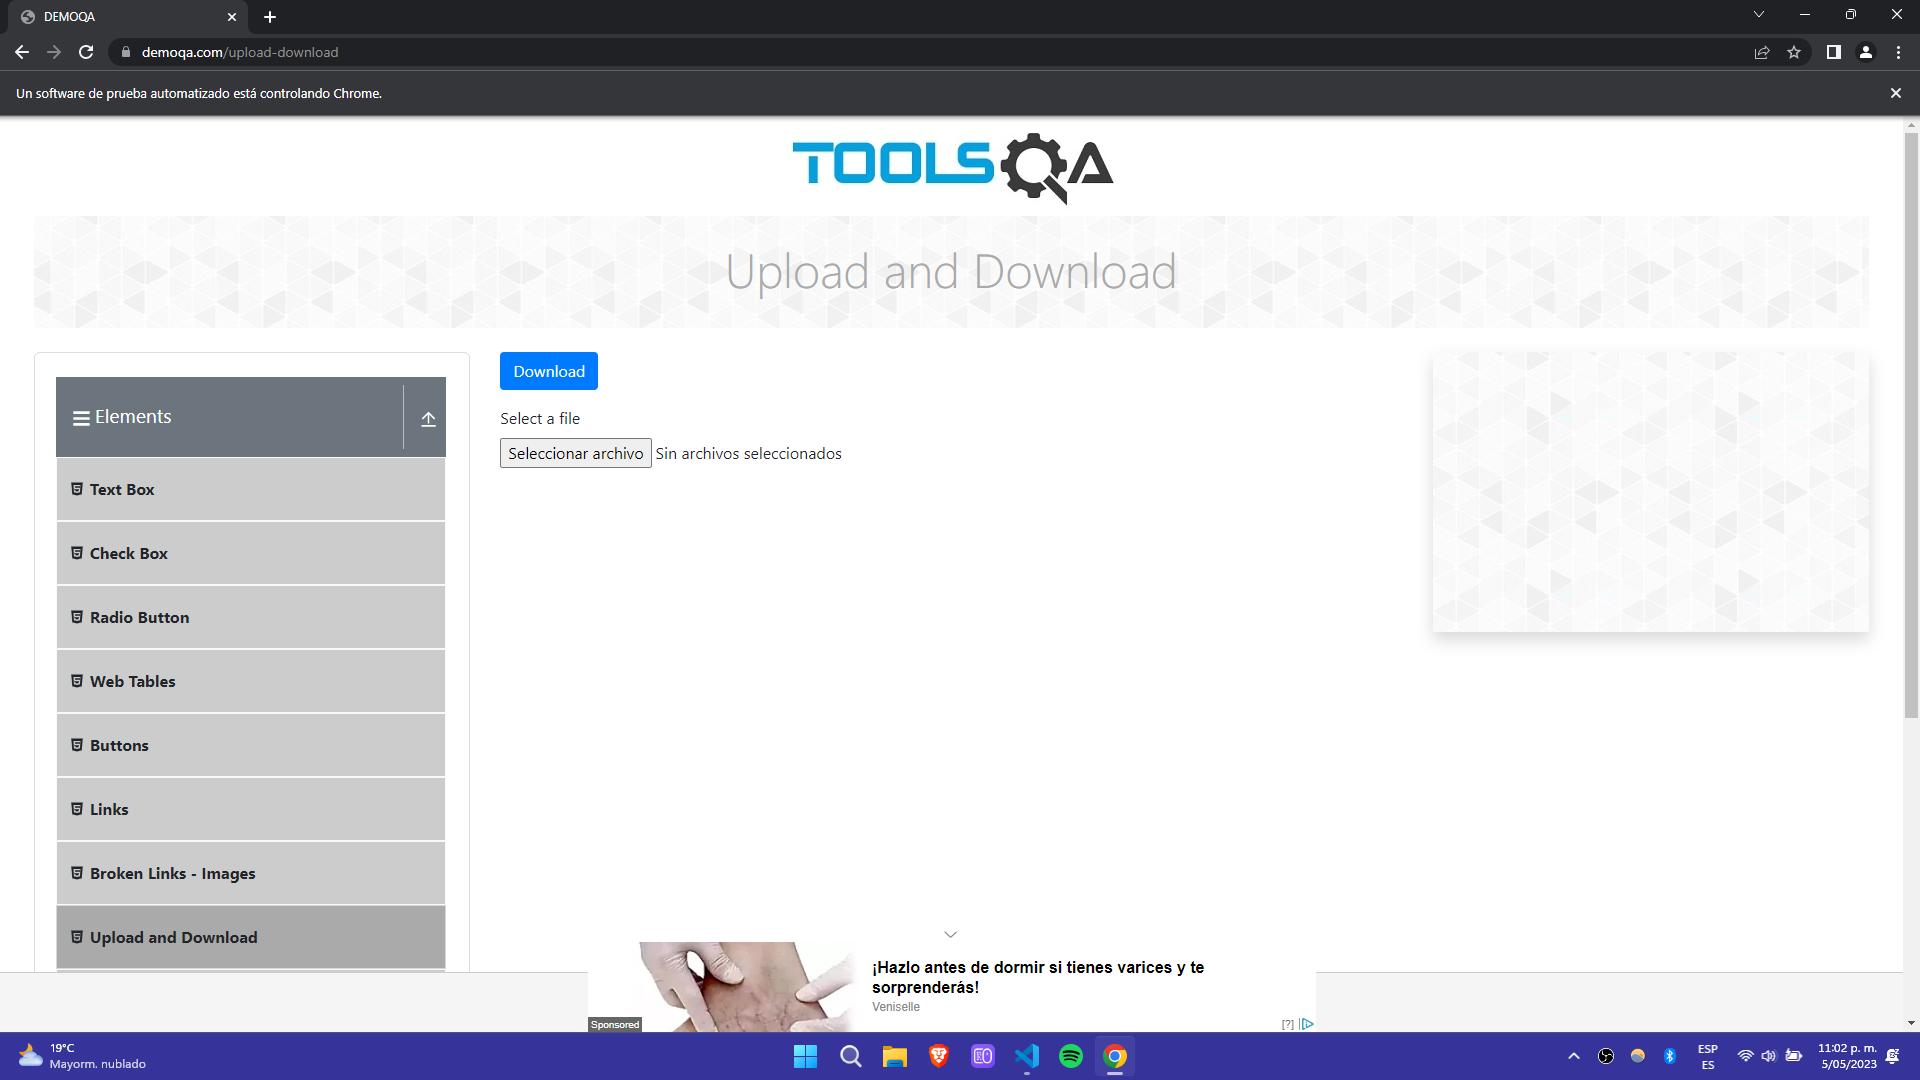 DEMOQA
demoqa.com/upload-download
Un software de prueba automatizado está controlando Chrome.
TOOLSQA
Upload and Download
Elements
Text Box
Check Box
Radio Button
Web Tables
Buttons
Links
Broken Links - Images
Upload and Download
Download
Select a file
Seleccionar archivo Sin archivos seleccionados
¡Hazlo antes de dormir si tienes varices y te
sorprenderás!
Veniselle
Sponsored
[?]
19°C
Mayorm. nublado
ESP
ES
11:02 p. m.
5/05/2023